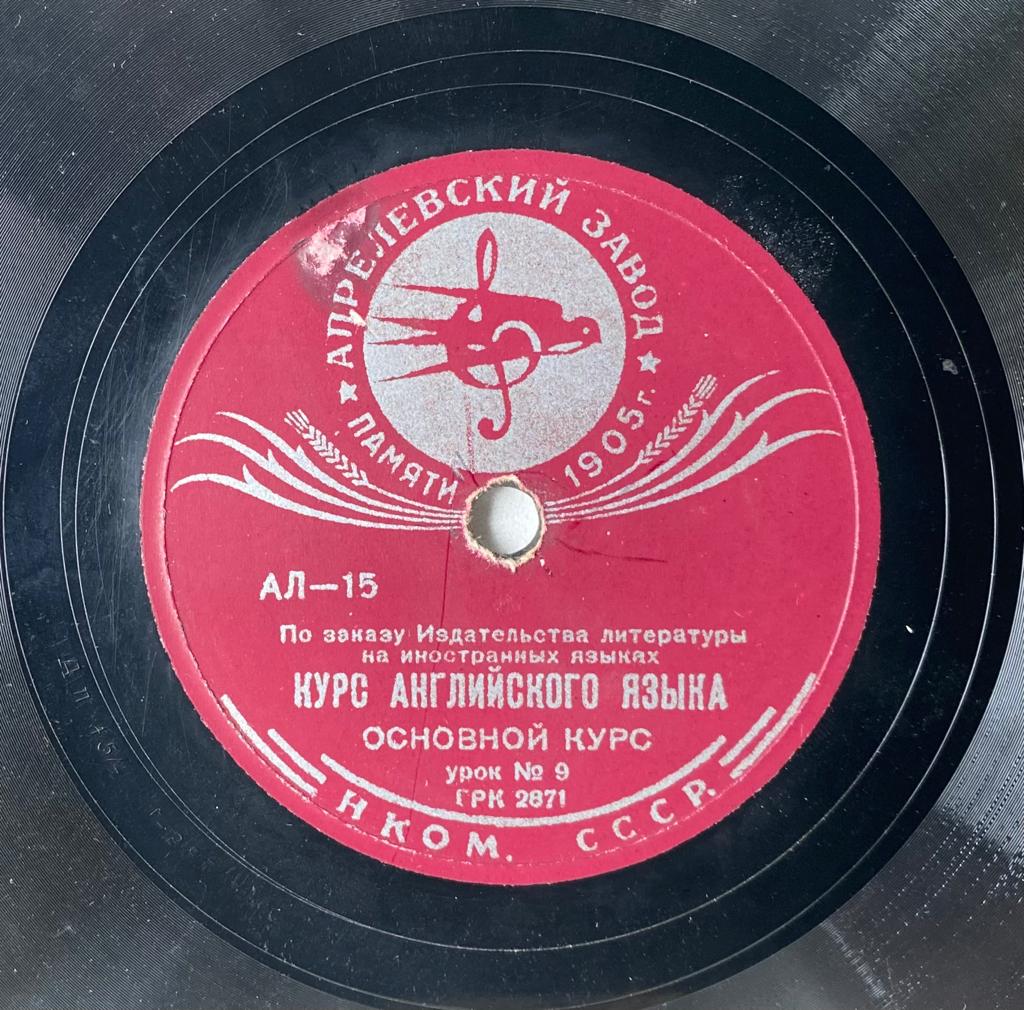 ★ АПРЕЛЕВСКИЙ ЗАВОД ★
ПАМЯТИ 1905 г.
АЛ—15
По заказу Издательства литературы
на иностранных языках
КУРС АНГЛИЙСКОГО ЯЗЫКА
ОСНОВНОЙ КУРС
урок № 9
ГРК 2871
НКОМ. СССР.